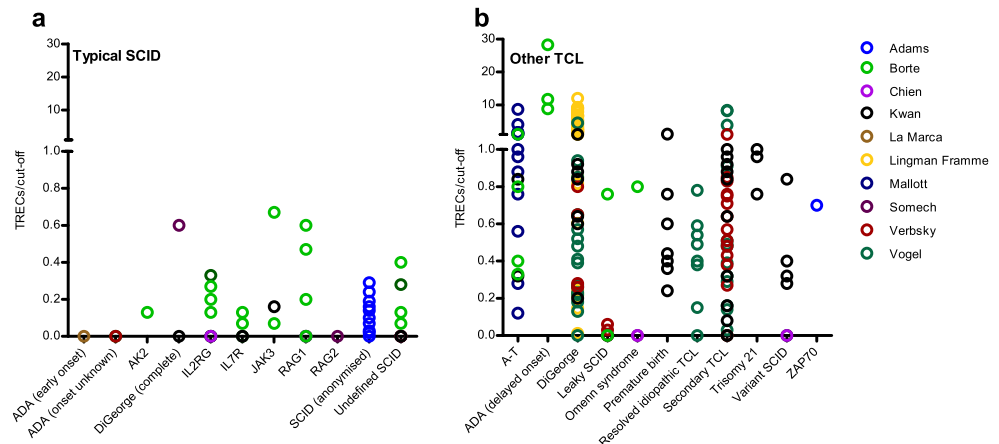 a
Typical SCID
30
20
10
1.0
0.8
0.6
0.4
0.2
0.0
TRECs/cut-off
ADA (early onset)
ADA (onset unknown)
AK2
DiGeorge (complete)
IL2RG
IL7R
JAK3
RAG1
RAG2
SCID (anonymised)
Undefined SCID
b
Other TCL
30
20
10
1.0
0.8
0.6
0.4
0.2
0.0
TRECs/cut-off
A-T
ADA (delayed onset)
DiGeorge
Leaky SCID
Omenn syndrome
Premature birth
Resolved idiopathic TCL
Secondary TCL
Trisomy 21
Variant SCID
ZAP70
Adams
Borte
Chien
Kwan
La Marca
Lingman Framme
Mallott
Somech
Verbsky
Vogel